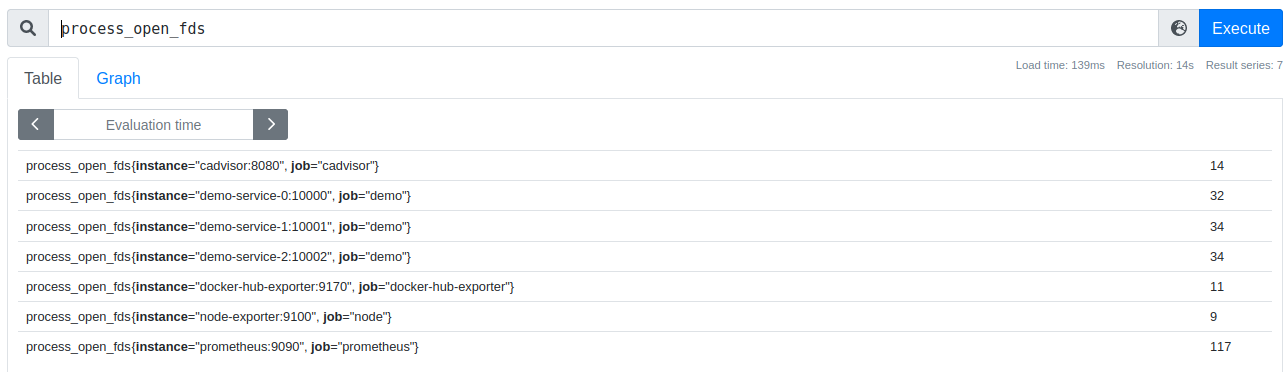 process_open_fds Execute
Table Graph Load time: 139ms Resolution: 14s Result series: 7
Evaluation time
process_open_fds{instance="cadvisor:8080", job="cadvisor"} 14
process_open_fds{instance="demo-service-0:10000", job="demo"} 32
process_open_fds{instance="demo-service-1:10001", job="demo"} 34
process_open_fds{instance="demo-service-2:10002", job="demo"} 34
process_open_fds{instance="docker-hub-exporter:9170", job="docker-hub-exporter"} 11
process_open_fds{instance="node-exporter:9100", job="node"} 9
process_open_fds{instance="prometheus:9090", job="prometheus"} 117